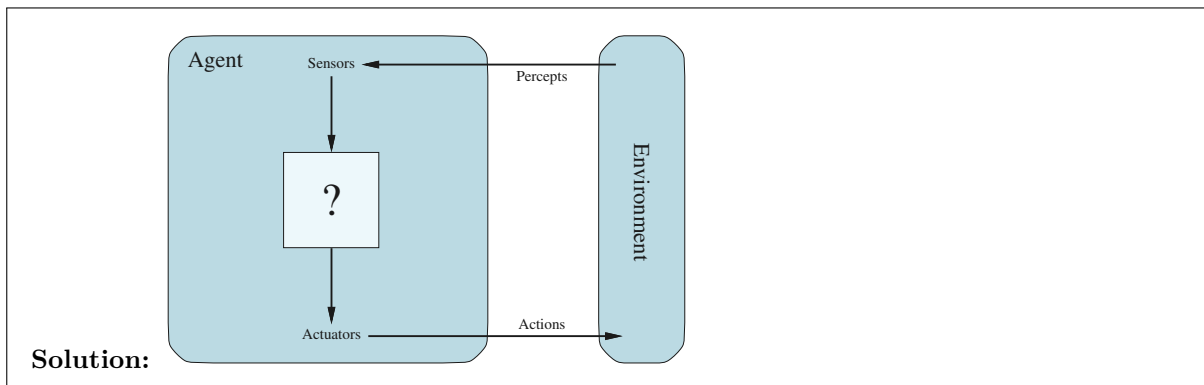 Agent
Sensors
Percepts
?
Environment
Actuators
Actions
Solution: